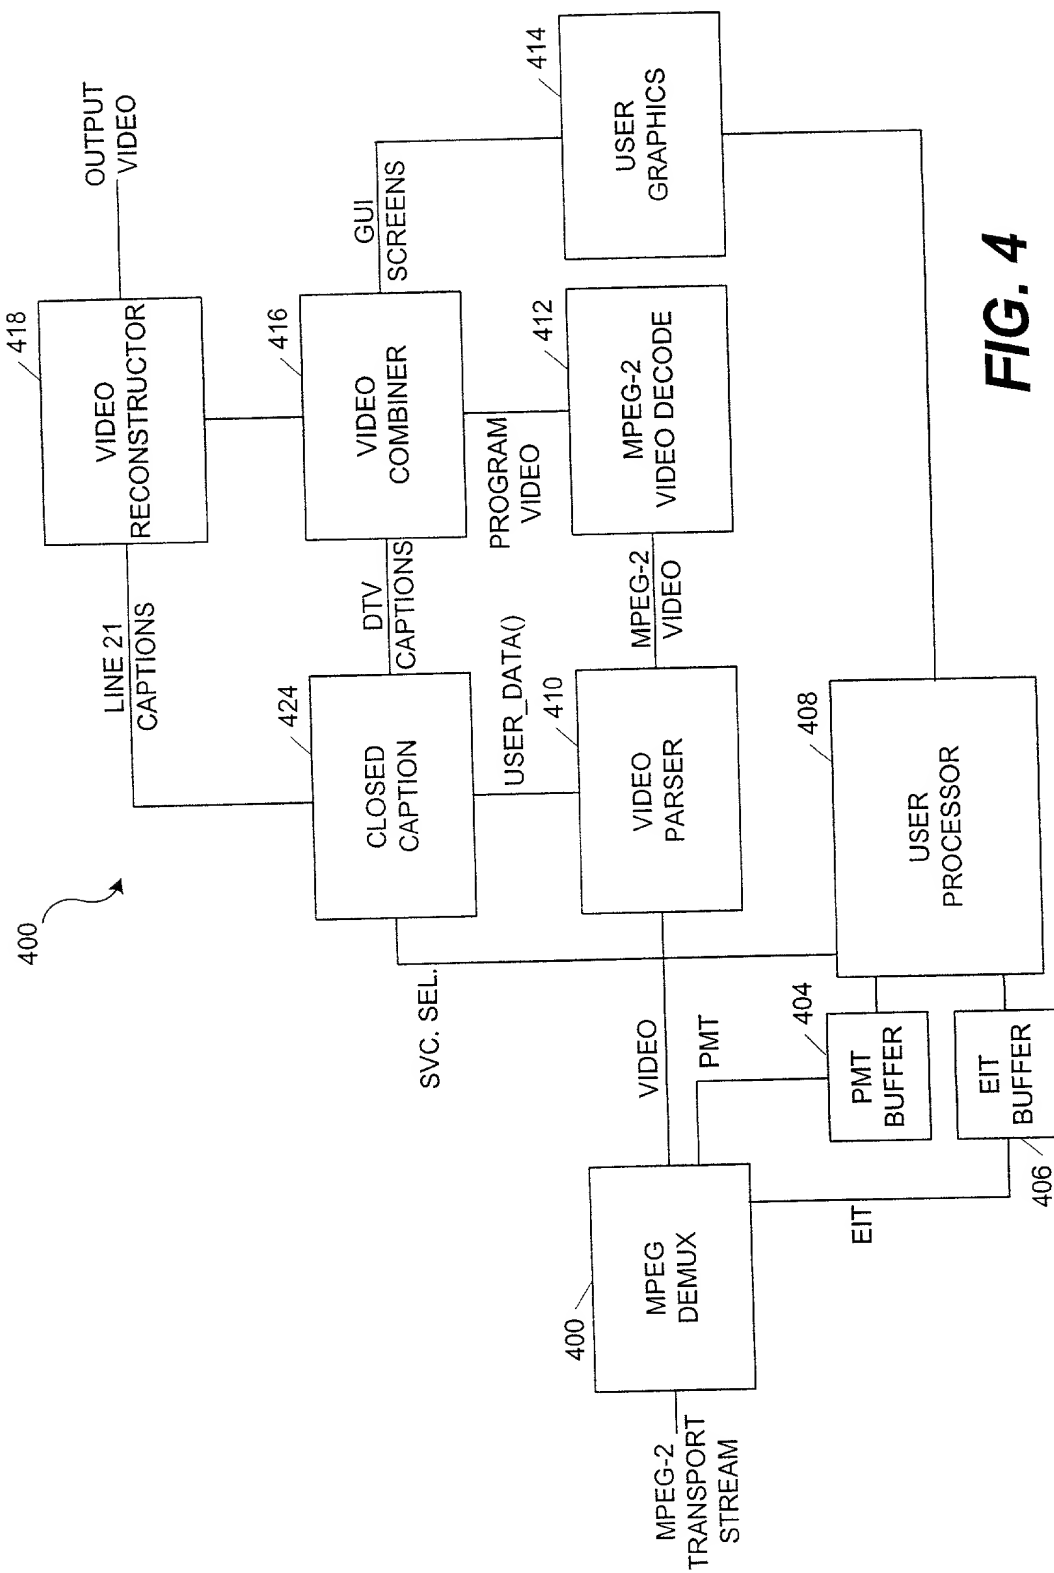 400
418
VIDEO
RECONSTRUCTOR
OUTPUT
VIDEO
LINE 21
CAPTIONS
424
CLOSED
CAPTION
DTV
CAPTIONS
416
VIDEO
COMBINER
GUI
SCREENS
414
USER
GRAPHICS
SVC. SEL.
USER_DATA()
PROGRAM
VIDEO
410
VIDEO
PARSER
MPEG-2
VIDEO
412
MPEG-2
VIDEO DECODE
MPEG-2
TRANSPORT
STREAM
400
MPEG
DEMUX
VIDEO
PMT
EIT
404
PMT
BUFFER
406
EIT
BUFFER
408
USER
PROCESSOR
FIG. 4